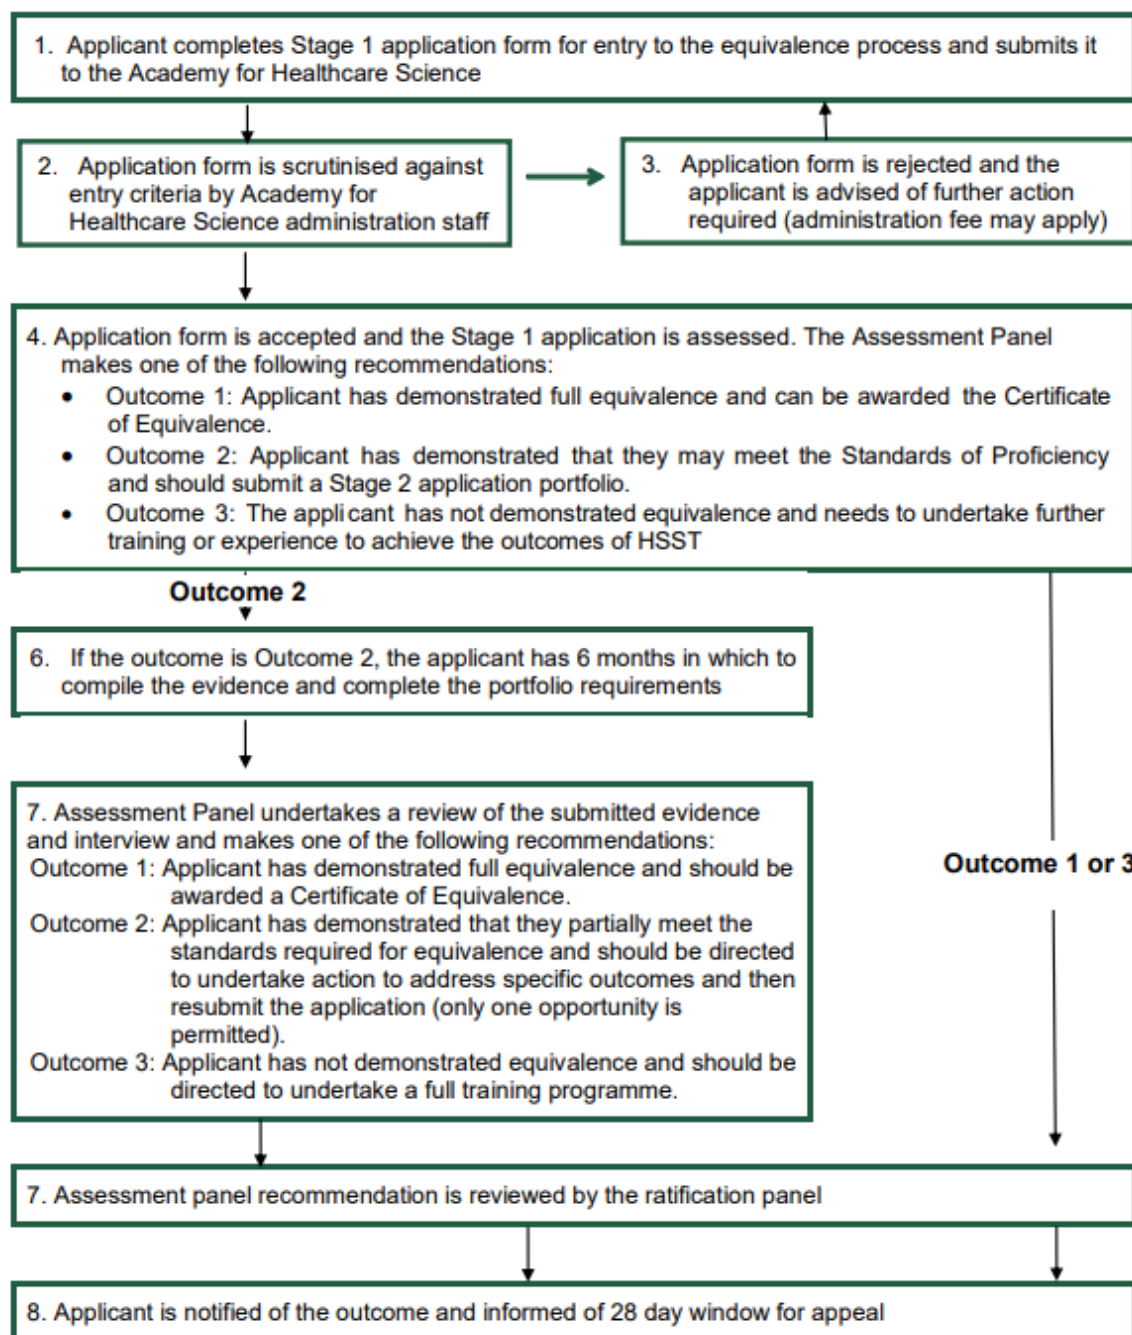 1. Applicant completes Stage 1 application form for entry to the equivalence process and submits it
to the Academy for Healthcare Science
2. Application form is scrutinised against
entry criteria by Academy for
Healthcare Science administration staff
3. Application form is rejected and the
applicant is advised of further action
required (administration fee may apply)
4. Application form is accepted and the Stage 1 application is assessed. The Assessment Panel
makes one of the following recommendations:
• Outcome 1: Applicant has demonstrated full equivalence and can be awarded the Certificate
of Equivalence.
• Outcome 2: Applicant has demonstrated that they may meet the Standards of Proficiency
and should submit a Stage 2 application portfolio.
• Outcome 3: The applicant has not demonstrated equivalence and needs to undertake further
training or experience to achieve the outcomes of HSST
Outcome 2
6. If the outcome is Outcome 2, the applicant has 6 months in which to
compile the evidence and complete the portfolio requirements
7. Assessment Panel undertakes a review of the submitted evidence
and interview and makes one of the following recommendations:
Outcome 1: Applicant has demonstrated full equivalence and should be
awarded a Certificate of Equivalence.
Outcome 2: Applicant has demonstrated that they partially meet the
standards required for equivalence and should be directed
to undertake action to address specific outcomes and then
resubmit the application (only one opportunity is
permitted).
Outcome 3: Applicant has not demonstrated equivalence and should be
directed to undertake a full training programme.
Outcome 1 or 3
7. Assessment panel recommendation is reviewed by the ratification panel
8. Applicant is notified of the outcome and informed of 28 day window for appeal